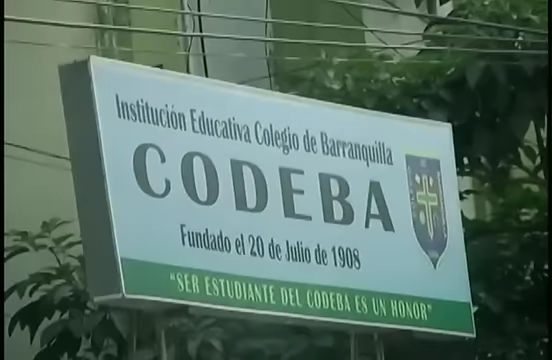 Institución Educativa Colegio de Barranquilla
CODEBA
Fundado el 20 de Julio de 1908
"SER ESTUDIANTE DEL CODEBA ES UN HONOR"